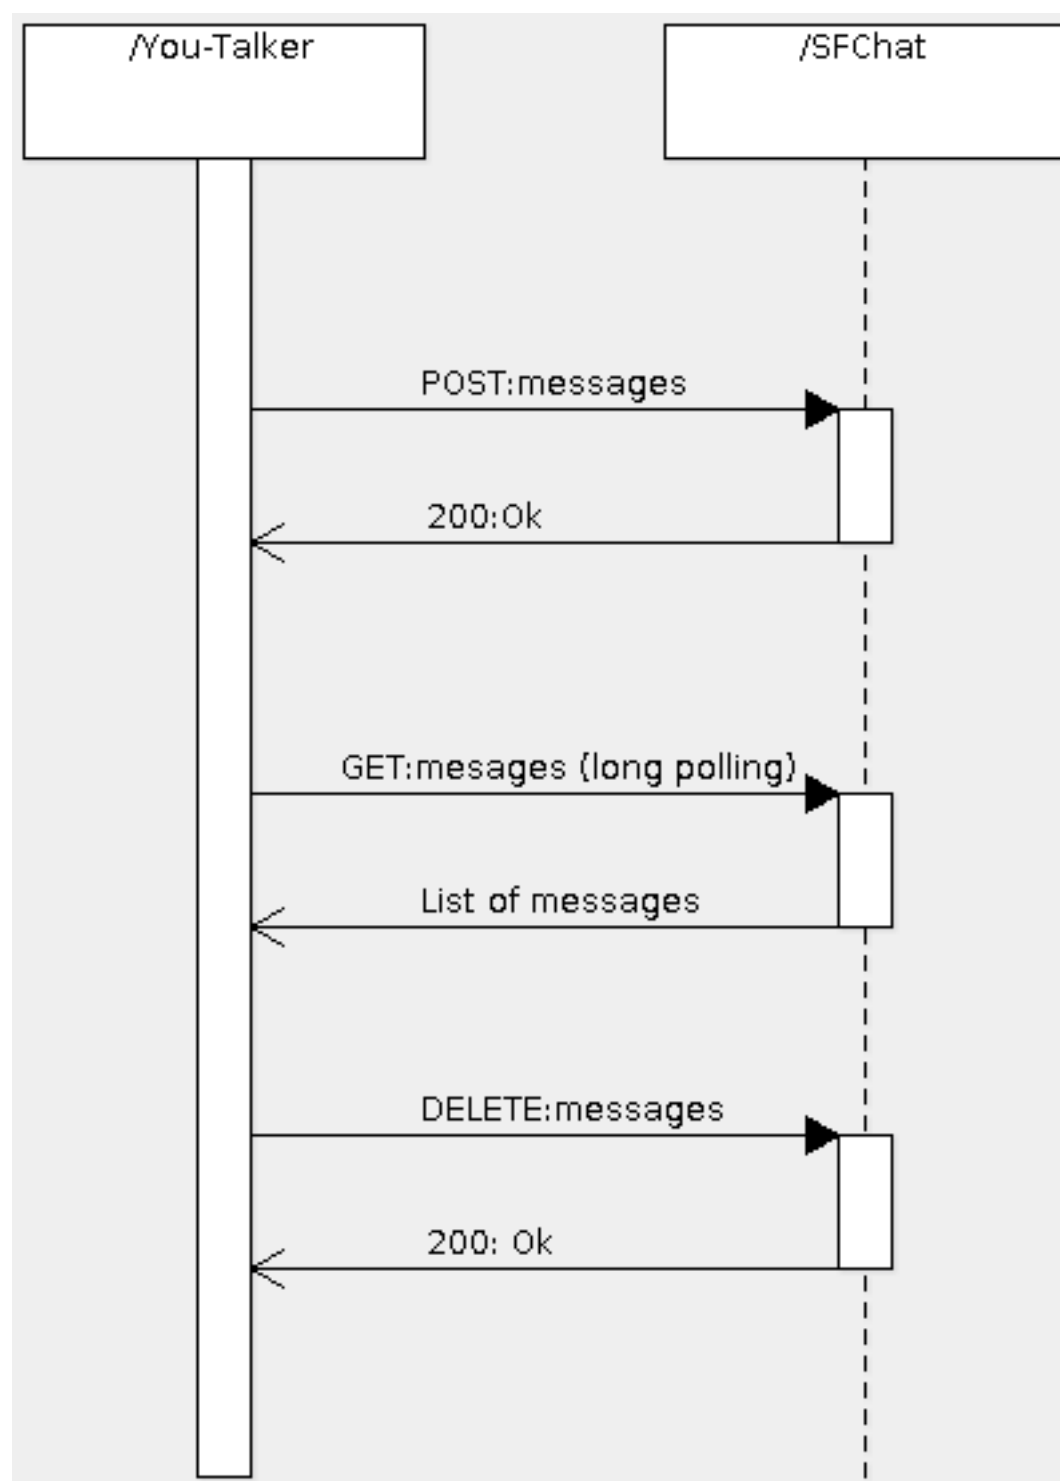 /You-Talker
/SFChat
POST:messages
200:Ok
GET:mesages (long polling)
List of messages
DELETE:messages
200: Ok